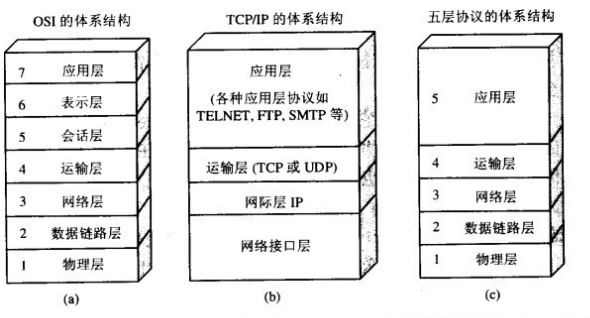 OSI 的体系结构
7 应用层
6 表示层
5 会话层
4 运输层
3 网络层
2 数据链路层
1 物理层
(a)
TCP/IP 的体系结构
应用层
(各种应用层协议如
TELNET, FTP, SMTP 等)
运输层 (TCP 或 UDP)
网际层 IP
网络接口层
(b)
五层协议的体系结构
5 应用层
4 运输层
3 网络层
2 数据链路层
1 物理层
(c)